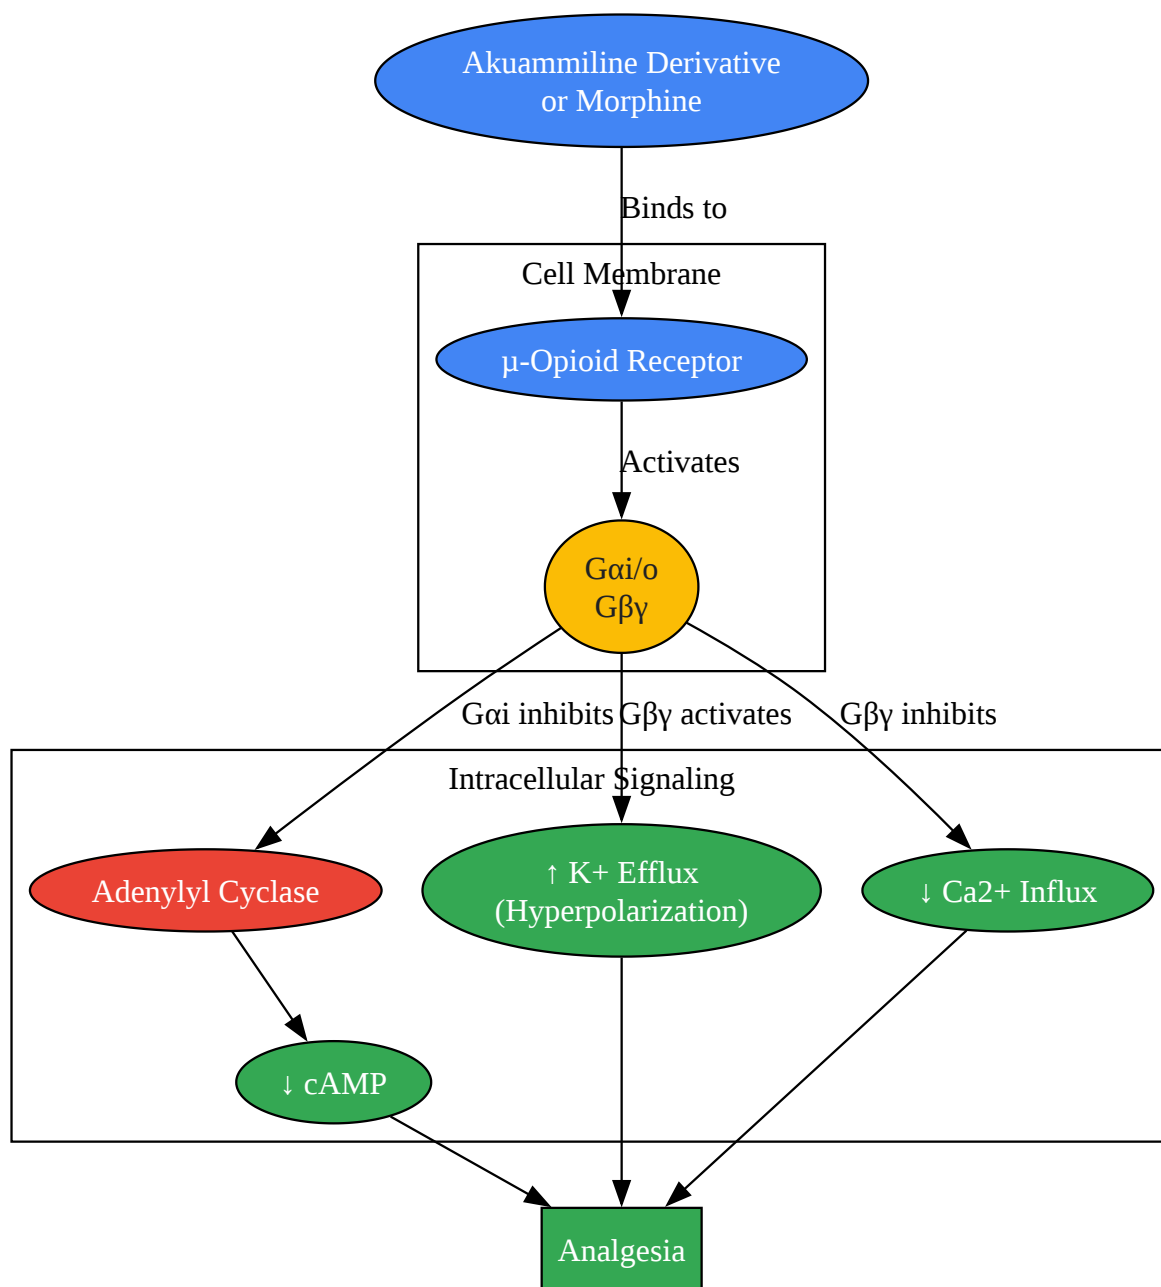 Akuammiline Derivative
or Morphine
Binds to
Cell Membrane
µ-Opioid Receptor
Activates
Gαi/o
Gβγ
Gαi inhibits
Gβγ activates
Gβγ inhibits
Intracellular Signaling
Adenylyl Cyclase
↑ K+ Efflux
(Hyperpolarization)
↓ Ca2+ Influx
↓ cAMP
Analgesia